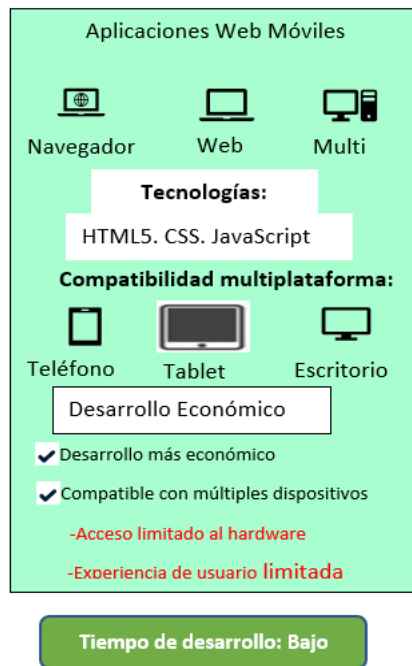 Aplicaciones Web Móviles
Navegador Web Multi
Tecnologías:
HTML5. CSS. JavaScript
Compatibilidad multiplataforma:
Teléfono Tablet Escritorio
Desarrollo Económico
Desarrollo más económico
Compatible con múltiples dispositivos
-Acceso limitado al hardware
-Experiencia de usuario limitada
Tiempo de desarrollo: Bajo